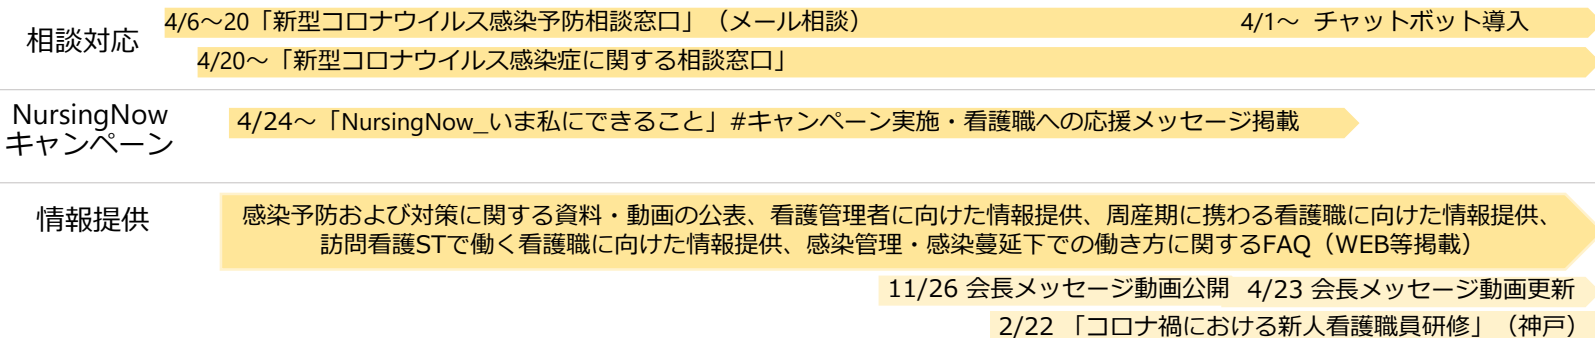 相談対応
4/6～20「新型コロナウイルス感染予防相談窓口」（メール相談）
4/1～ チャットボット導入
4/20～「新型コロナウイルス感染症に関する相談窓口」
NursingNow
キャンペーン
4/24～「NursingNow_いま私にできること」#キャンペーン実施・看護職への応援メッセージ掲載
情報提供
感染予防および対策に関する資料・動画の公表、看護管理者に向けた情報提供、周産期に携わる看護職に向けた情報提供、
訪問看護STで働く看護職に向けた情報提供、感染管理・感染蔓延下での働き方に関するFAQ（WEB等掲載）
11/26 会長メッセージ動画公開
4/23 会長メッセージ動画更新
2/22 「コロナ禍における新人看護職員研修」（神戸）